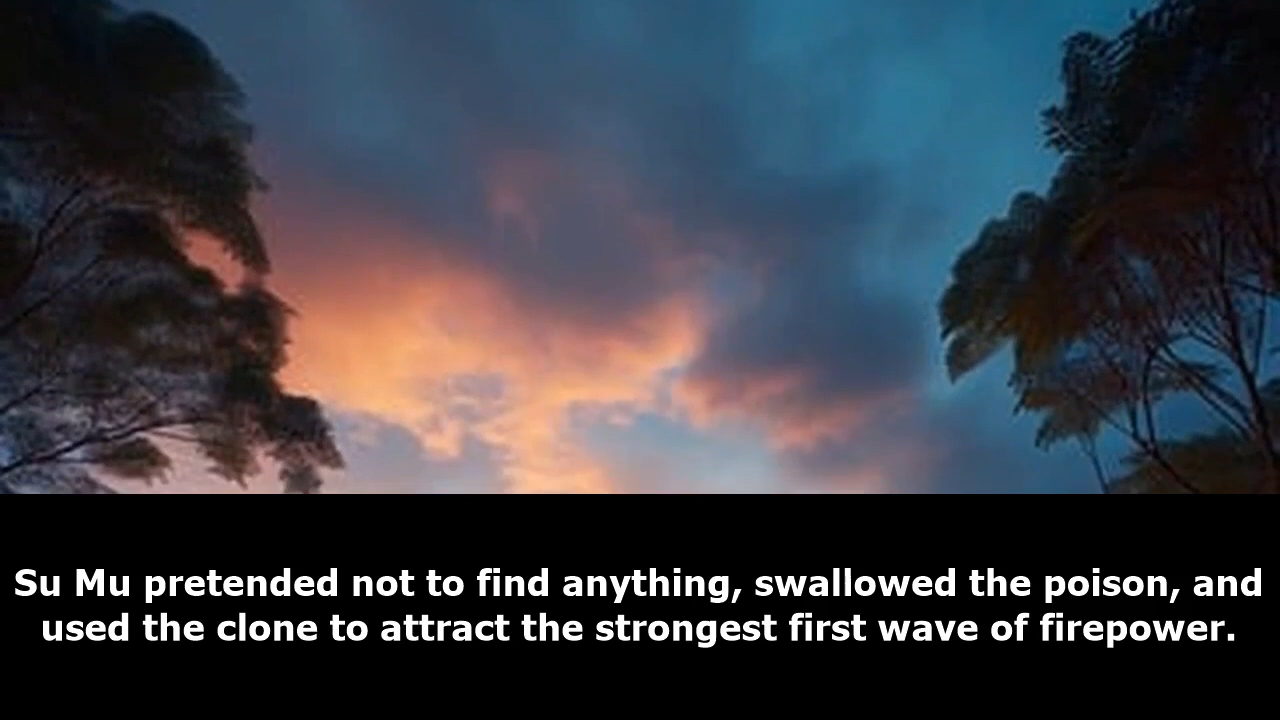 Su Mu pretended not to find anything, swallowed the poison, and
used the clone to attract the strongest first wave of firepower.